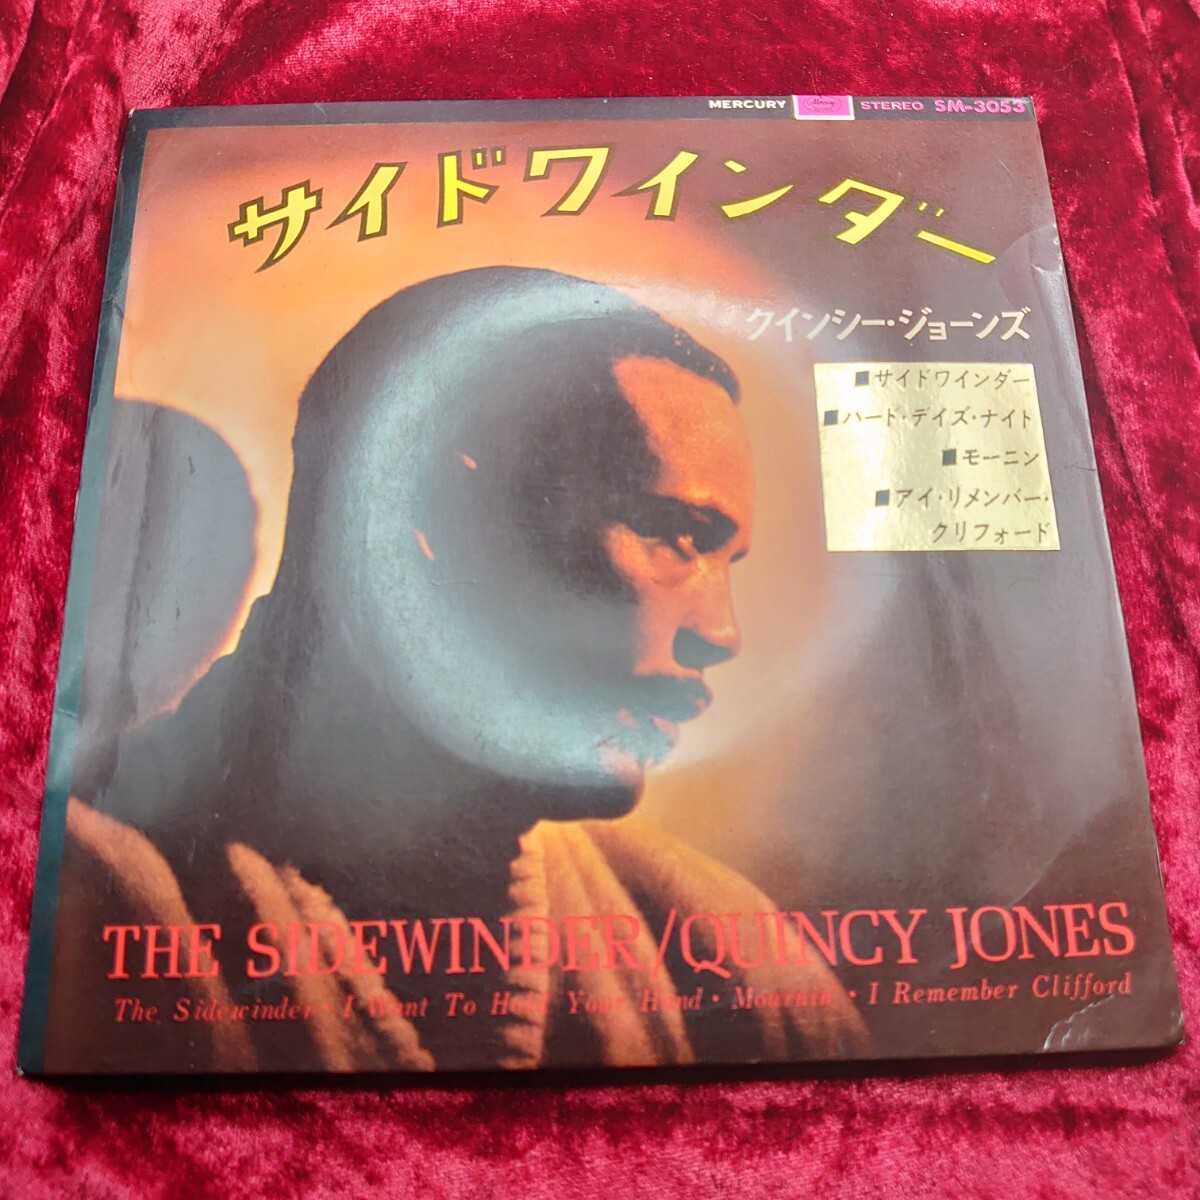 MERCURY Mercury STEREO SM-3053
サイドワインダー
クインシー・ジョーンズ
■サイドワインダー
■ハード・デイズ・ナイト
■モーニン
■アイ・リメンバー・
クリフォード
THE SIDEWINDER/QUINCY JONES
The Sidewinder・I Want To Hold Your Hand・Mournin'・I Remember Clifford